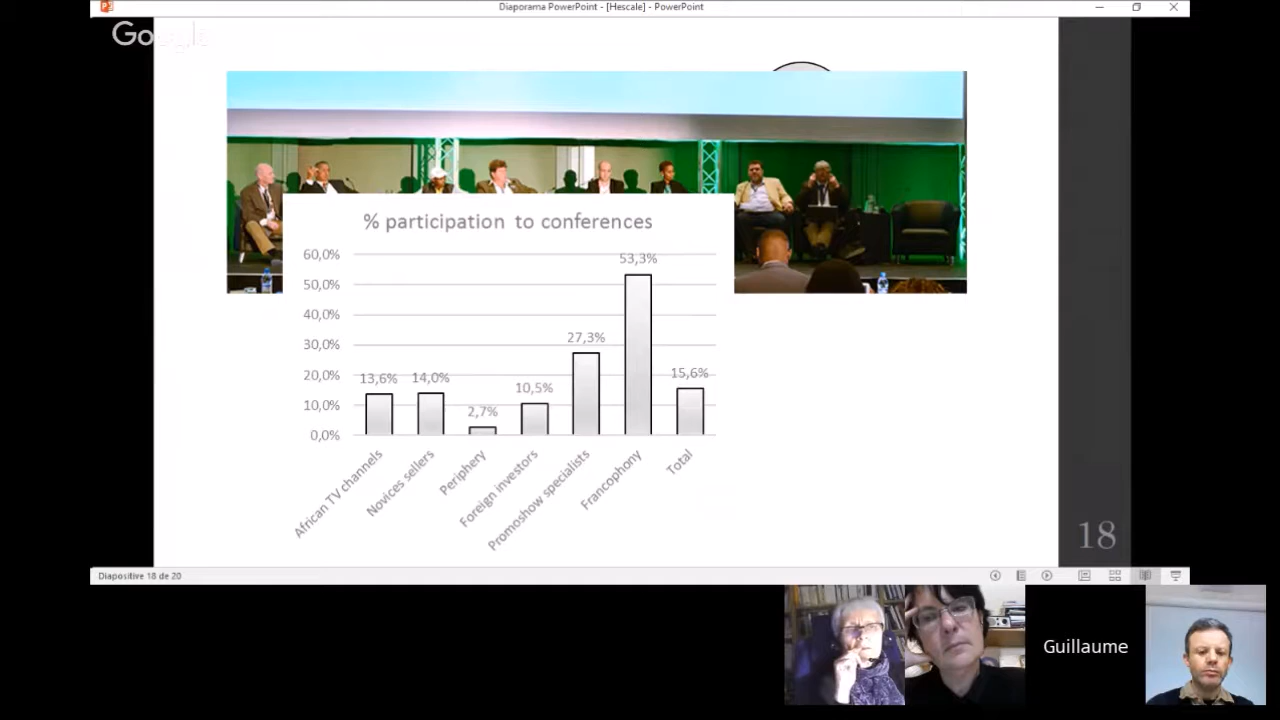 Diaporama PowerPoint - [Hescale] - PowerPoint
Google
% participation to conferences
60,0%
50,0%
40,0%
30,0%
20,0%
10,0%
0,0%
13,6%
14,0%
2,7%
10,5%
27,3%
53,3%
15,6%
African TV channels
Novices sellers
Periphery
Foreign investors
Promoshow specialists
Francophony
Total
18
Diapositive 18 de 20
Guillaume